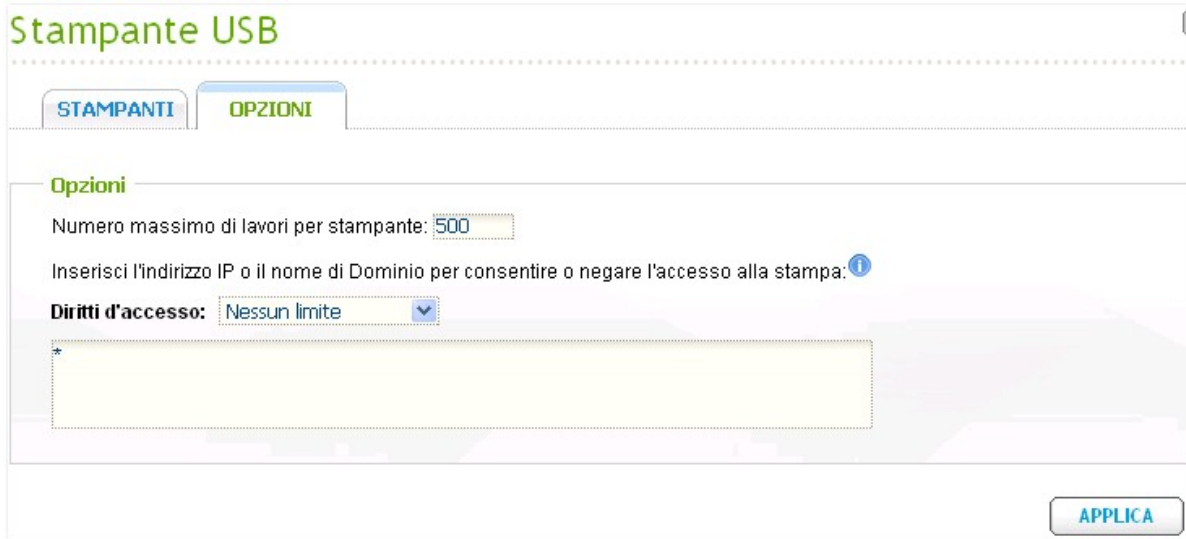 Stampante USB
STAMPANTI
OPZIONI
Opzioni
Numero massimo di lavori per stampante: 500
Inserisci l'indirizzo IP o il nome di Dominio per consentire o negare l'accesso alla stampa:
Diritti d'accesso: Nessun limite
*
APPLICA